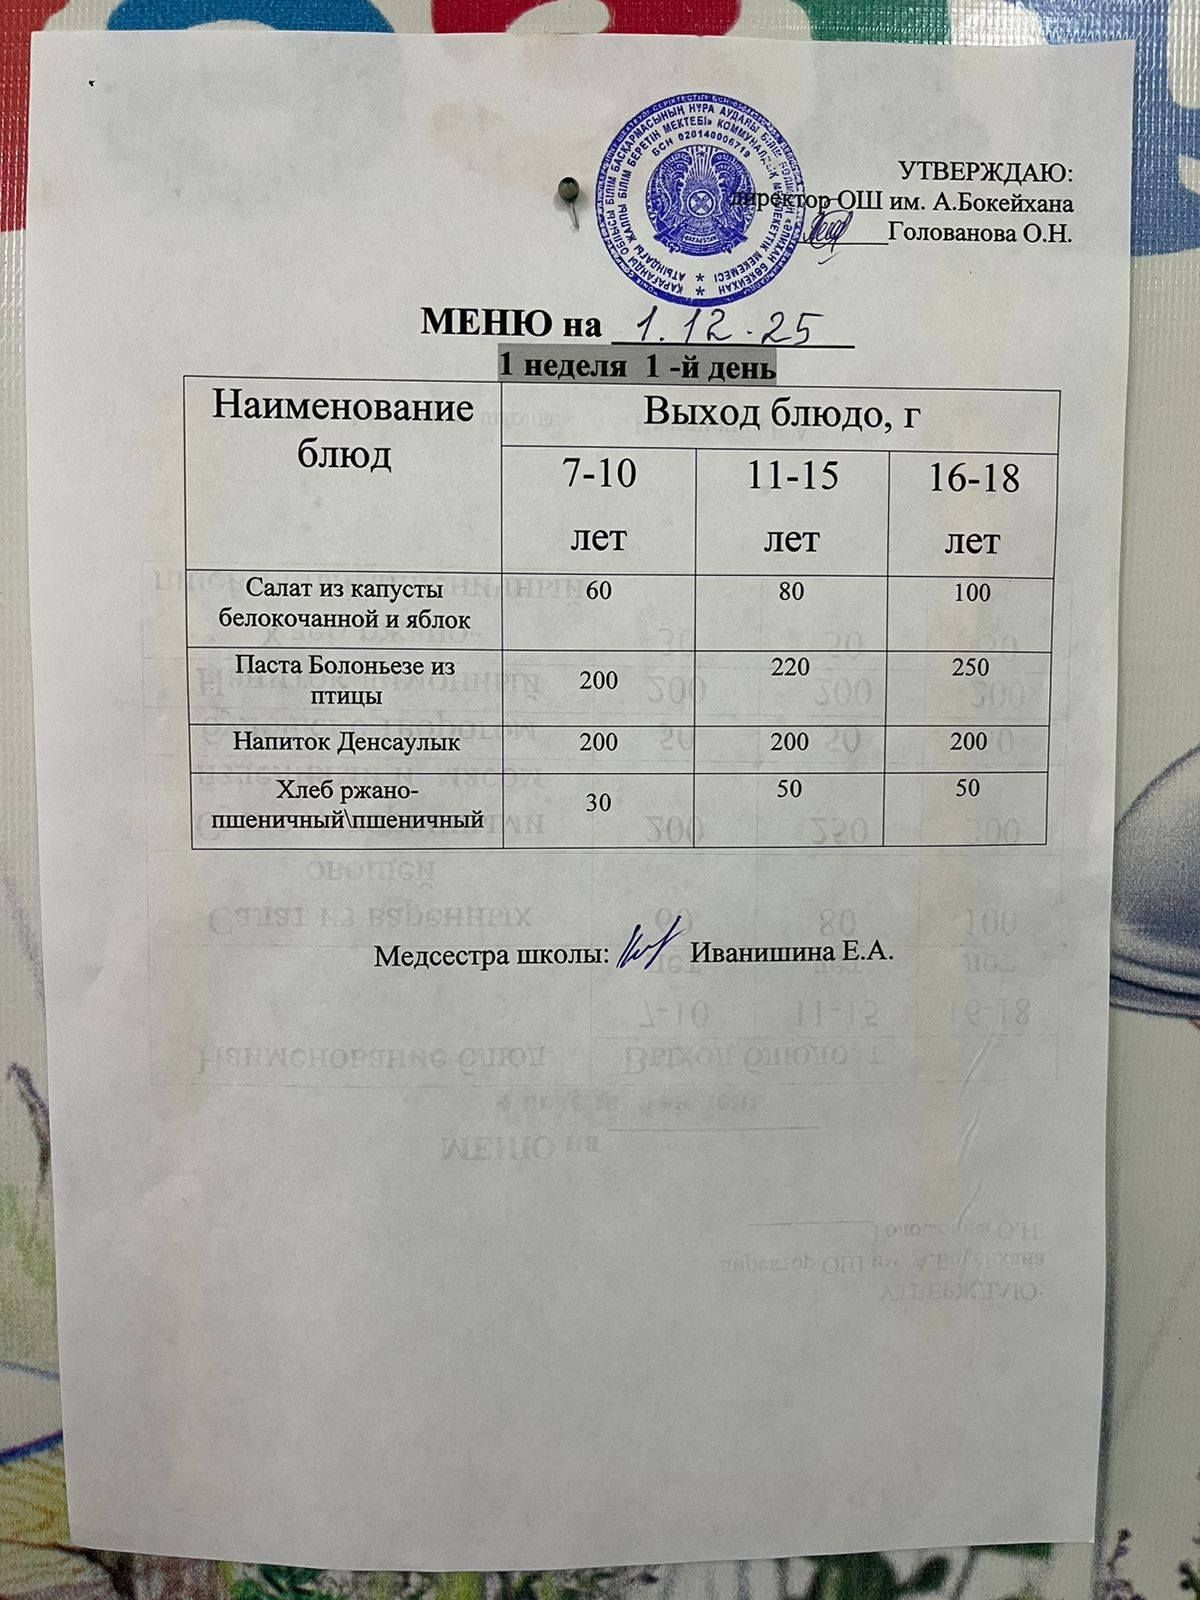 УТВЕРЖДАЮ:
директор ОШ им. А.Бокейхана
Голованова О.Н.
БСН 020140006719
QAZAQSTAN
МЕНЮ на 1.12.25
1 неделя 1 -й день
Наименование блюд Выход блюдо, г
7-10 лет 11-15 лет 16-18 лет
Салат из капусты белокочанной и яблок 60 80 100
Паста Болоньезе из птицы 200 220 250
Напиток Денсаулык 200 200 200
Хлеб ржано-пшеничный\пшеничный 30 50 50
Медсестра школы: Иванишина Е.А.